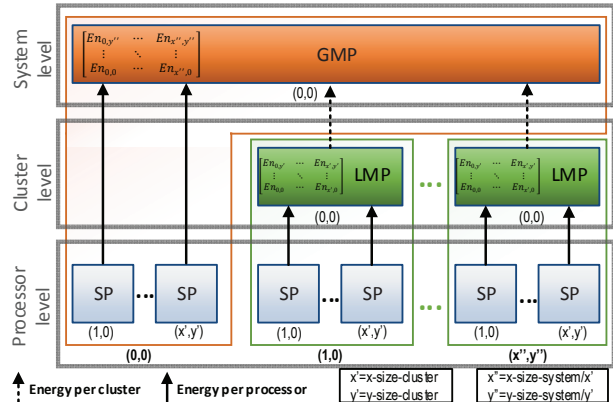 System level
[En0,y'' ⋯ Enx'',y''
⋮ ⋱ ⋮
En0,0 ⋯ Enx'',0]
GMP
(0,0)
Cluster level
[En0,y' ⋯ Enx',y'
⋮ ⋱ ⋮
En0,0 ⋯ Enx',0]
LMP
(0,0)
...
[En0,y' ⋯ Enx',y'
⋮ ⋱ ⋮
En0,0 ⋯ Enx',0]
LMP
(0,0)
Processor level
SP ... SP
SP ... SP
...
SP ... SP
(1,0) (x',y')
(1,0) (x',y')
(1,0) (x',y')
(0,0)
(1,0)
(x'',y'')
Energy per cluster
Energy per processor
x'=x-size-cluster
y'=y-size-cluster
x''=x-size-system/x'
y''=y-size-system/y'